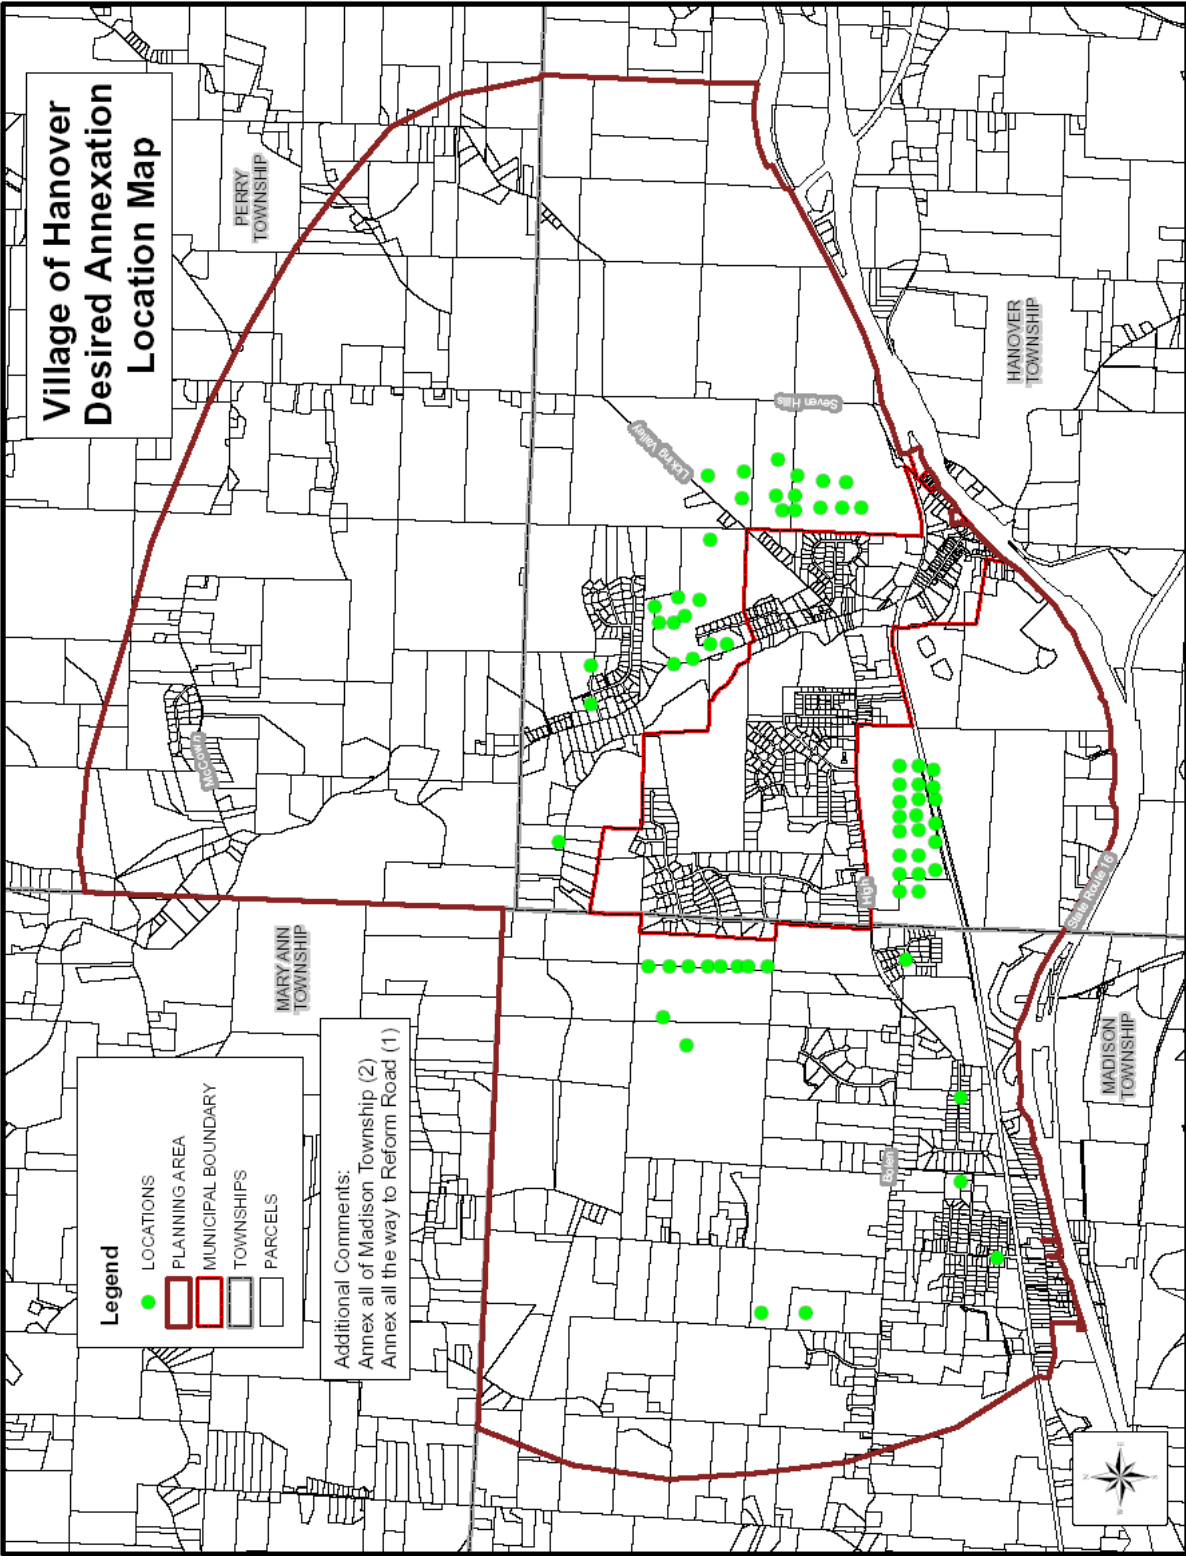 Village of Hanover
Desired Annexation
Location Map
PERRY
TOWNSHIP
MARY ANN
TOWNSHIP
HANOVER
TOWNSHIP
MADISON
TOWNSHIP
McCown
Licking Valley
Seven Hills
High
State Route 16
Bolen
Legend
LOCATIONS
PLANNING AREA
MUNICIPAL BOUNDARY
TOWNSHIPS
PARCELS
Additional Comments:
Annex all of Madison Township (2)
Annex all the way to Reform Road (1)
N
E
S
W